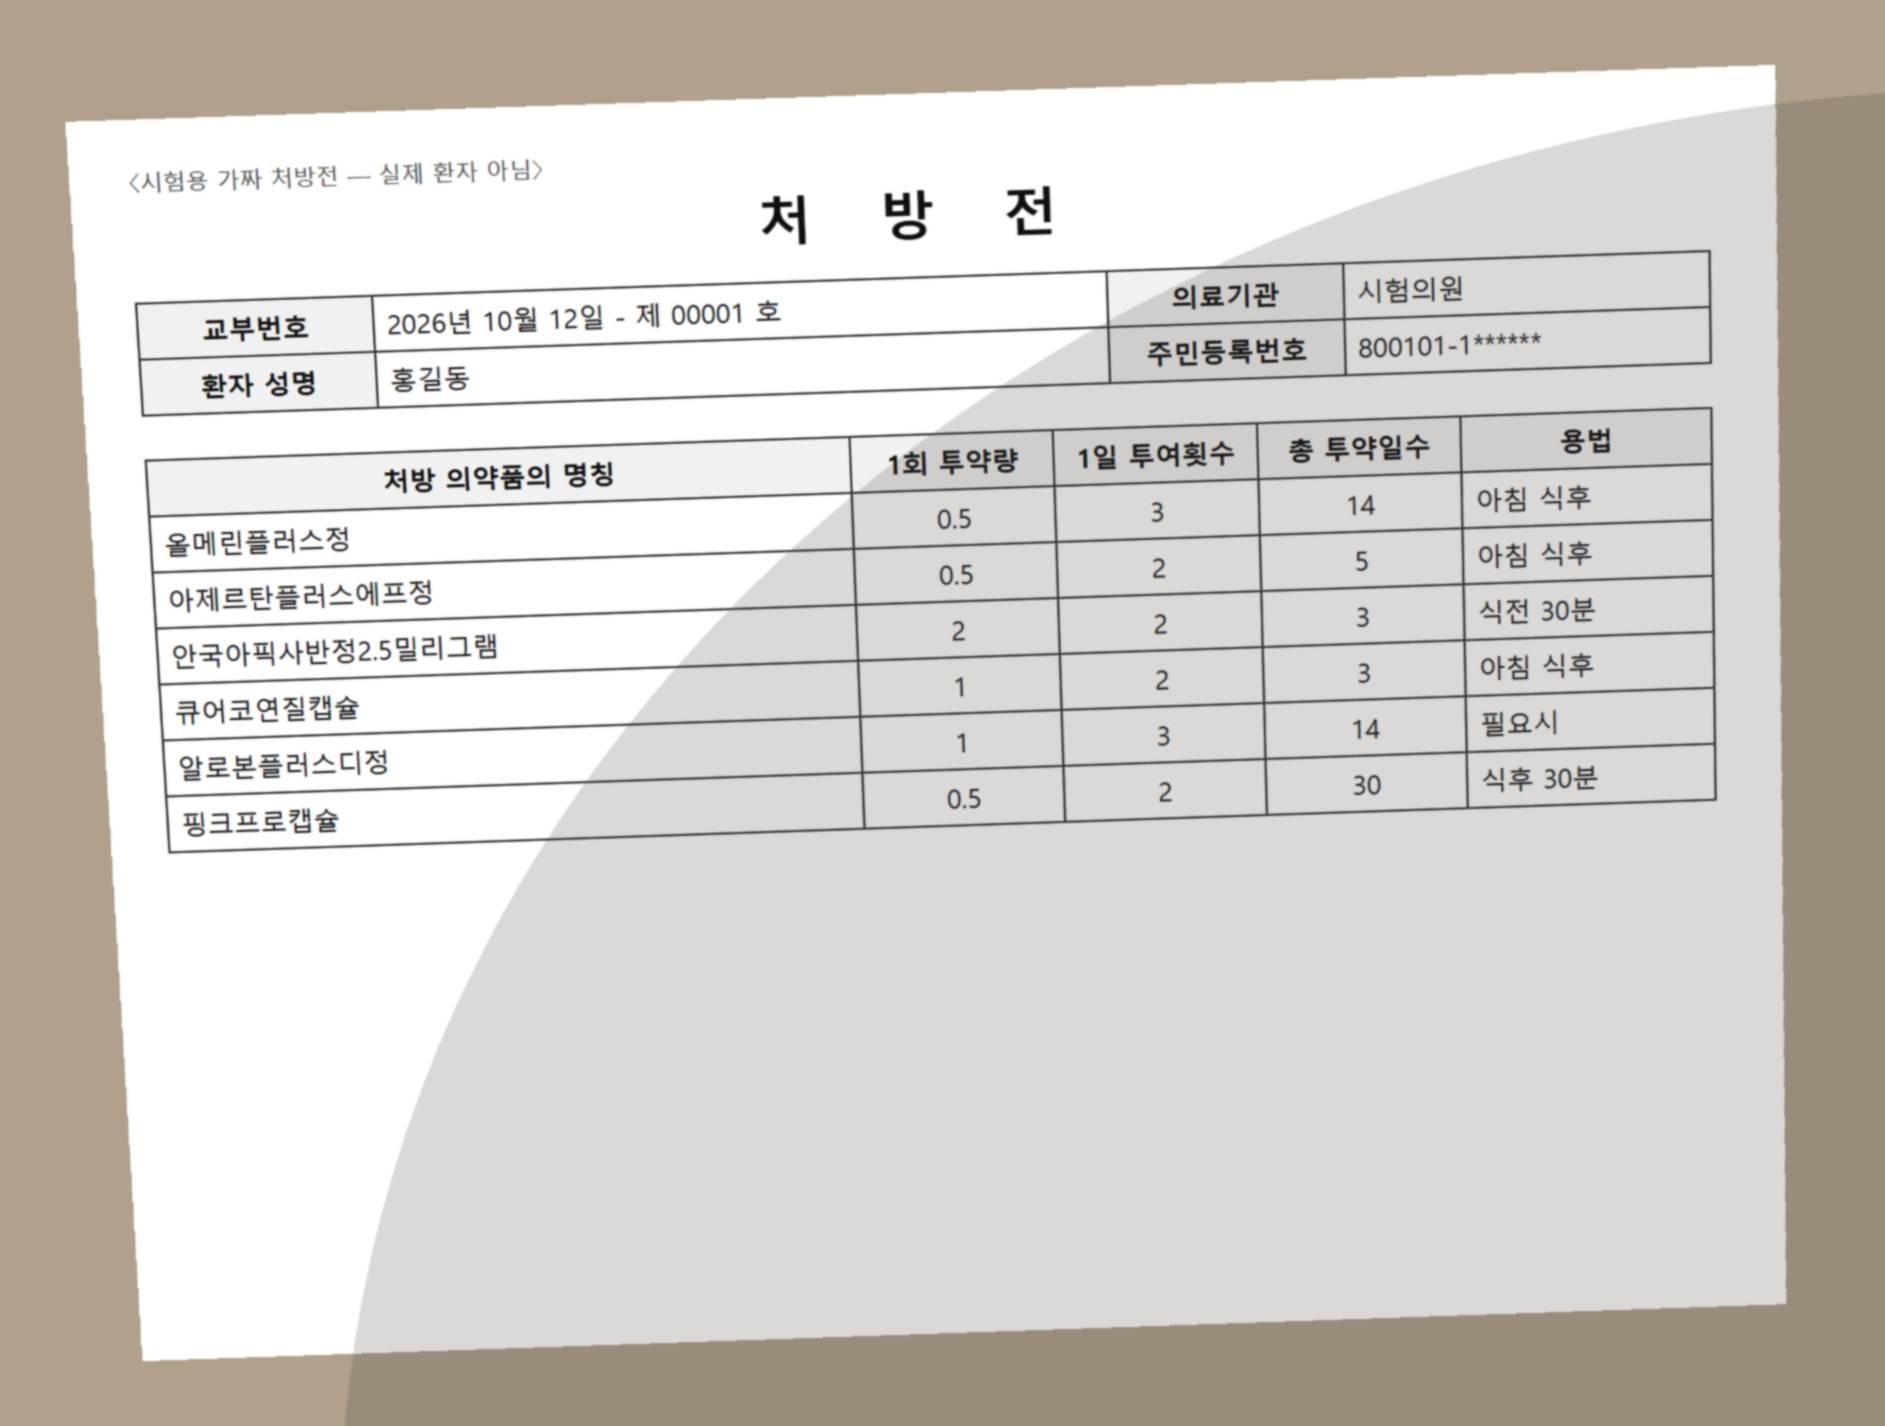 〈시험용 가짜 처방전 — 실제 환자 아님〉
처 방 전
교부번호 2026년 10월 12일 - 제 00001 호 의료기관 시험의원
환자 성명 홍길동 주민등록번호 800101-1******
처방 의약품의 명칭 1회 투약량 1일 투여횟수 총 투약일수 용법
올메린플러스정 0.5 3 14 아침 식후
아제르탄플러스에프정 0.5 2 5 아침 식후
안국아픽사반정2.5밀리그램 2 2 3 식전 30분
큐어코연질캡슐 1 2 3 아침 식후
알로본플러스디정 1 3 14 필요시
핑크프로캡슐 0.5 2 30 식후 30분